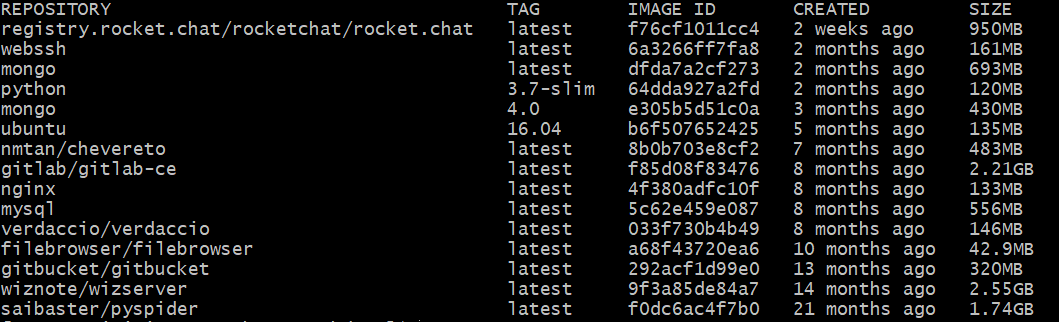 REPOSITORY TAG IMAGE ID CREATED SIZE
registry.rocket.chat/rocketchat/rocket.chat latest f76cf1011cc4 2 weeks ago 950MB
webssh latest 6a3266ff7fa8 2 months ago 161MB
mongo latest dfda7a2cf273 2 months ago 693MB
python 3.7-slim 64dda927a2fd 2 months ago 120MB
mongo 4.0 e305b5d51c0a 3 months ago 430MB
ubuntu 16.04 b6f507652425 5 months ago 135MB
nmtan/chevereto latest 8b0b703e8cf2 7 months ago 483MB
gitlab/gitlab-ce latest f85d08f83476 8 months ago 2.21GB
nginx latest 4f380adfc10f 8 months ago 133MB
mysql latest 5c62e459e087 8 months ago 556MB
verdaccio/verdaccio latest 033f730b4b49 8 months ago 146MB
filebrowser/filebrowser latest a68f43720ea6 10 months ago 42.9MB
gitbucket/gitbucket latest 292acf1d99e0 13 months ago 320MB
wiznote/wizserver latest 9f3a85de84a7 14 months ago 2.55GB
saibaster/pyspider latest f0dc6ac4f7b0 21 months ago 1.74GB